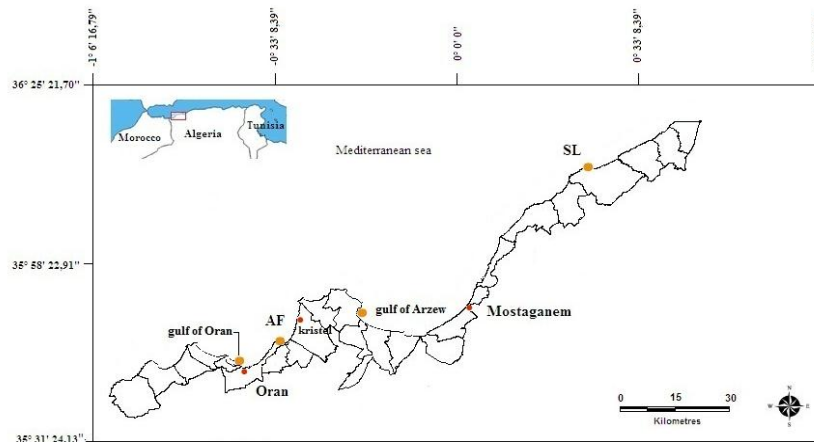 -1° 6' 16,79"
-0° 33' 8,39"
0° 0' 0"
0° 33' 8,39"
36° 25' 21,70"
Morocco
Algeria
Tunisia
Mediterranean sea
SL
35° 58' 22,91"
gulf of Oran
AF
kristel
gulf of Arzew
Mostaganem
Oran
0 15 30
Kilometres
N
W E
S
35° 31' 24,13"